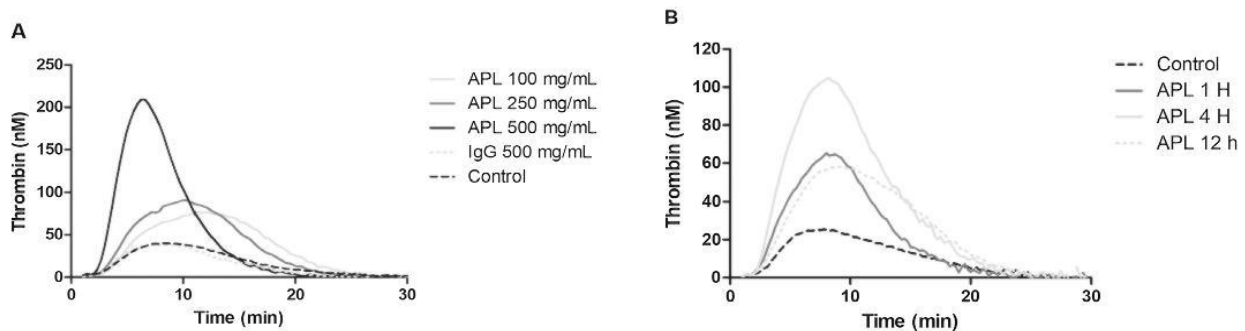 A
Thrombin (nM)
250
200
150
100
50
0
0 10 20 30
Time (min)
APL 100 mg/mL
APL 250 mg/mL
APL 500 mg/mL
IgG 500 mg/mL
Control
B
Thrombin (nM)
120
100
80
60
40
20
0
0 10 20 30
Time (min)
Control
APL 1 H
APL 4 H
APL 12 h